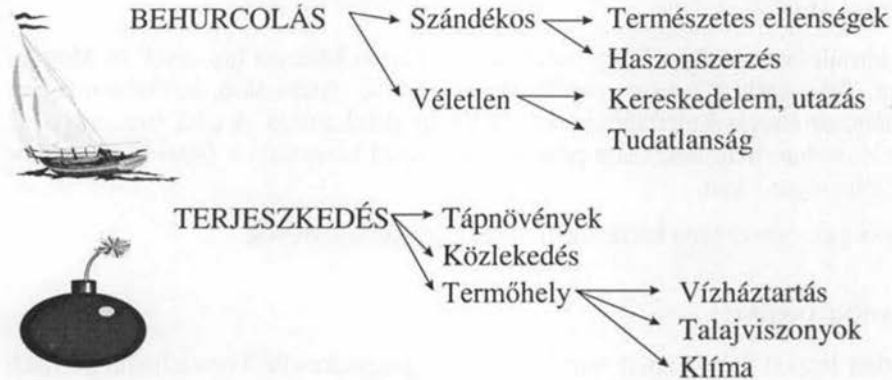 BEHURCOLÁS Szándékos Természetes ellenségek
Haszonszerzés
Véletlen Kereskedelem, utazás
Tudatlanság
TERJESZKEDÉS Tápnövények
Közlekedés
Termőhely Vízháztartás
Talajviszonyok
Klíma